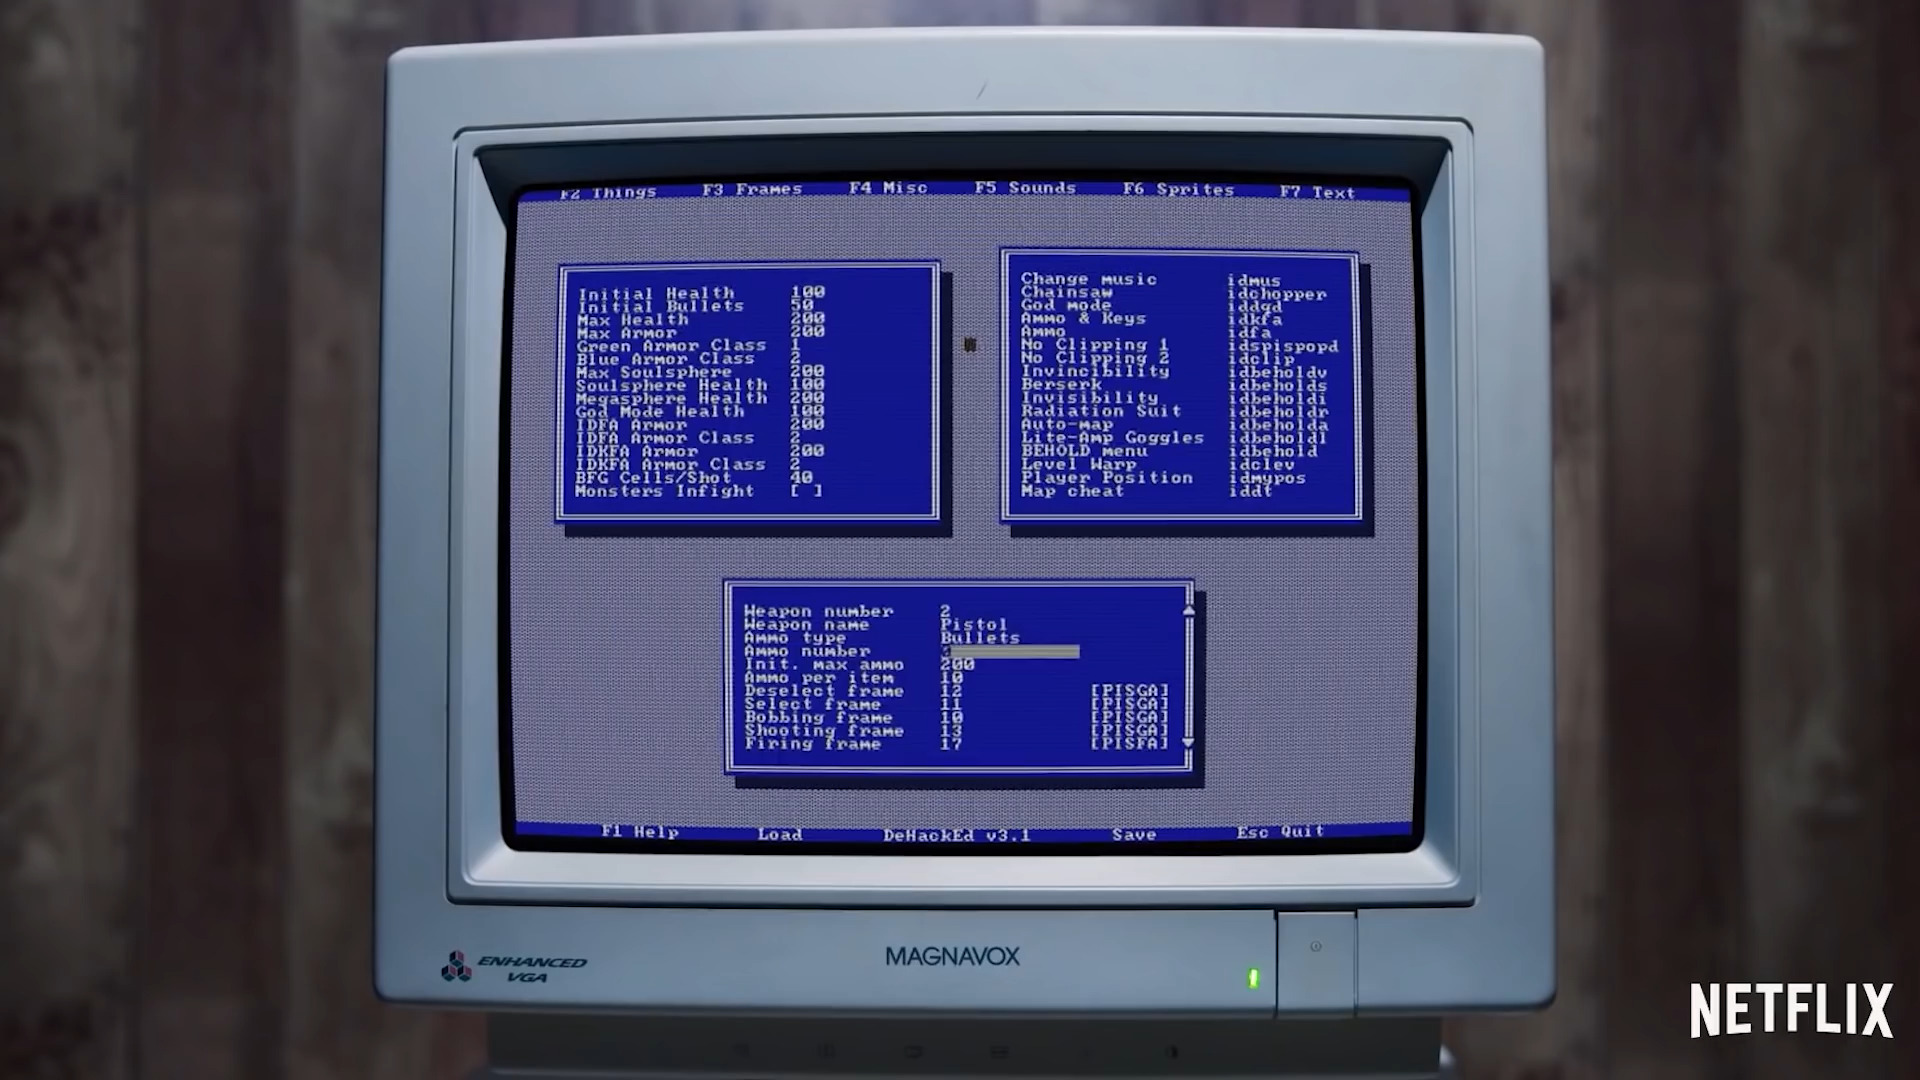 F2 Things F3 Frames F4 Misc F5 Sounds F6 Sprites F7 Text
Initial Health 100
Initial Bullets 50
Max Health 200
Max Armor 200
Green Armor Class 1
Blue Armor Class 2
Max Soulsphere 200
Soulsphere Health 100
Megasphere Health 200
God Mode Health 100
IDFA Armor 200
IDFA Armor Class 2
IDKFA Armor 200
IDKFA Armor Class 2
BFG Cells/Shot 40
Monsters Infight [ ]
Change music idmus
Chainsaw idchopper
God mode iddqd
Ammo & Keys idkfa
Ammo idfa
No Clipping 1 idspispopd
No Clipping 2 idclip
Invincibility idbeholdv
Berserk idbeholds
Invisibility idbeholdi
Radiation Suit idbeholdr
Auto-map idbeholda
Lite-Amp Goggles idbeholdl
BEHOLD menu idbehold
Level Warp idclev
Player Position idmypos
Map cheat iddt
Weapon number 2
Weapon name Pistol
Ammo type Bullets
Ammo number
Init. max ammo 200
Ammo per item 10
Deselect frame 12 [PISGA]
Select frame 11 [PISGA]
Bobbing frame 10 [PISGA]
Shooting frame 13 [PISGA]
Firing frame 17 [PISFA]
F1 Help Load DeHackEd v3.1 Save Esc Quit
ENHANCED
VGA
MAGNAVOX
NETFLIX